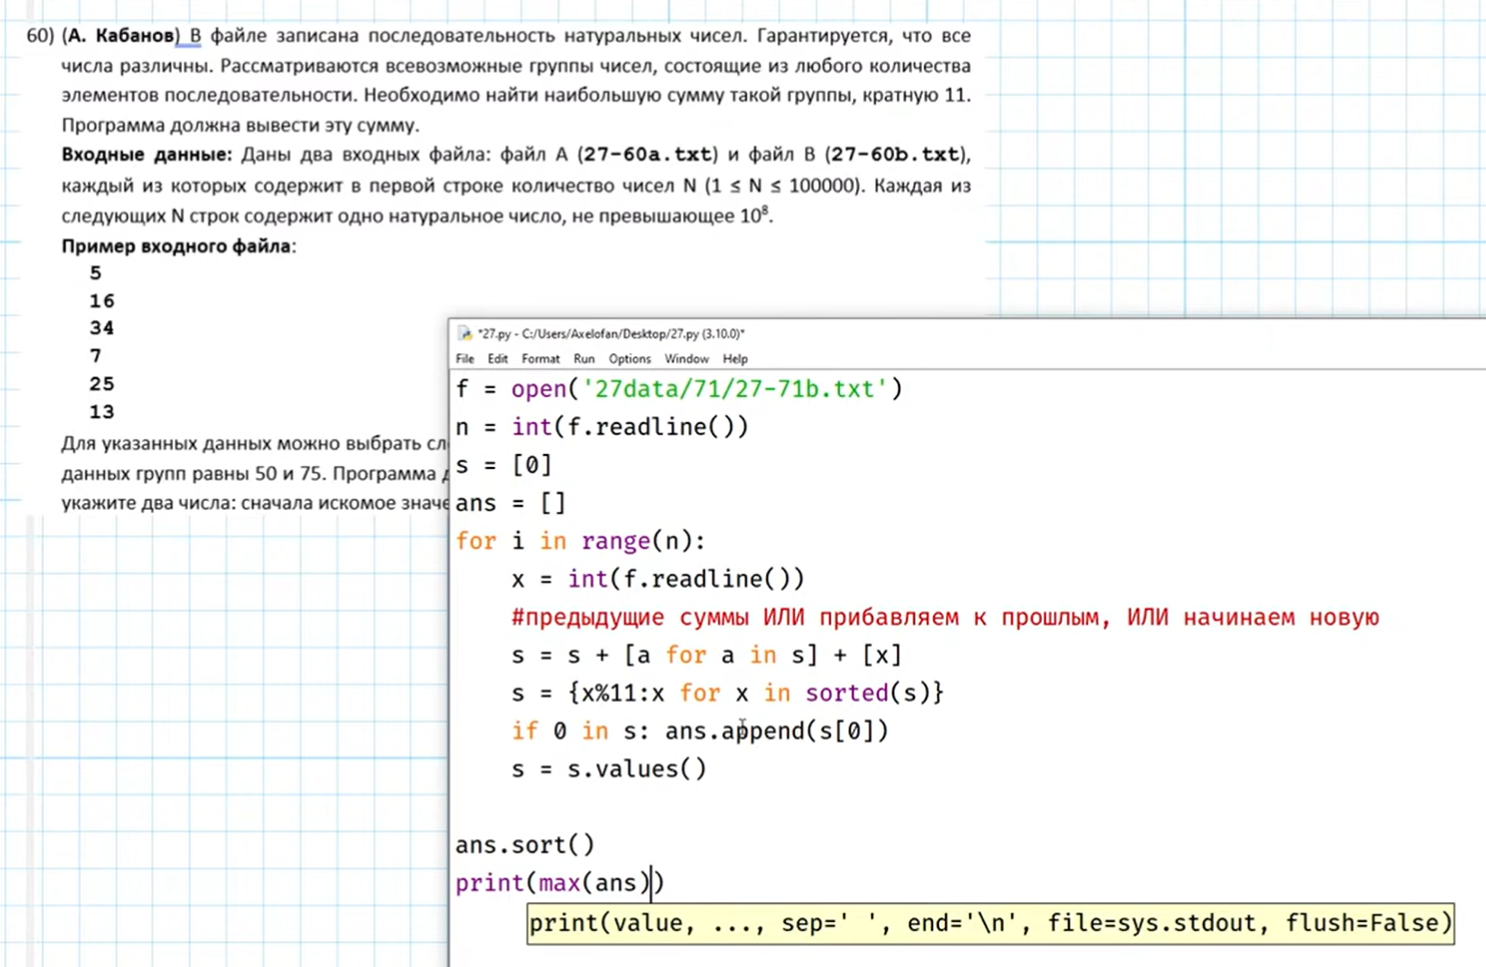 60) (А. Кабанов) В файле записана последовательность натуральных чисел. Гарантируется, что все
числа различны. Рассматриваются всевозможные группы чисел, состоящие из любого количества
элементов последовательности. Необходимо найти наибольшую сумму такой группы, кратную 11.
Программа должна вывести эту сумму.
Входные данные: Даны два входных файла: файл А (27-60a.txt) и файл В (27-60b.txt),
каждый из которых содержит в первой строке количество чисел N (1 ≤ N ≤ 100000). Каждая из
следующих N строк содержит одно натуральное число, не превышающее 10⁸.
Пример входного файла:
5
16
34
7
25
13
Для указанных данных можно выбрать сл
данных групп равны 50 и 75. Программа
укажите два числа: сначала искомое значе
*27.py - C:/Users/Axelofan/Desktop/27.py (3.10.0)*
File Edit Format Run Options Window Help
f = open('27data/71/27-71b.txt')
n = int(f.readline())
s = [0]
ans = []
for i in range(n):
    x = int(f.readline())
    #предыдущие суммы ИЛИ прибавляем к прошлым, ИЛИ начинаем новую
    s = s + [a for a in s] + [x]
    s = {x%11:x for x in sorted(s)}
    if 0 in s: ans.append(s[0])
    s = s.values()
ans.sort()
print(max(ans))
print(value, ..., sep=' ', end='\n', file=sys.stdout, flush=False)